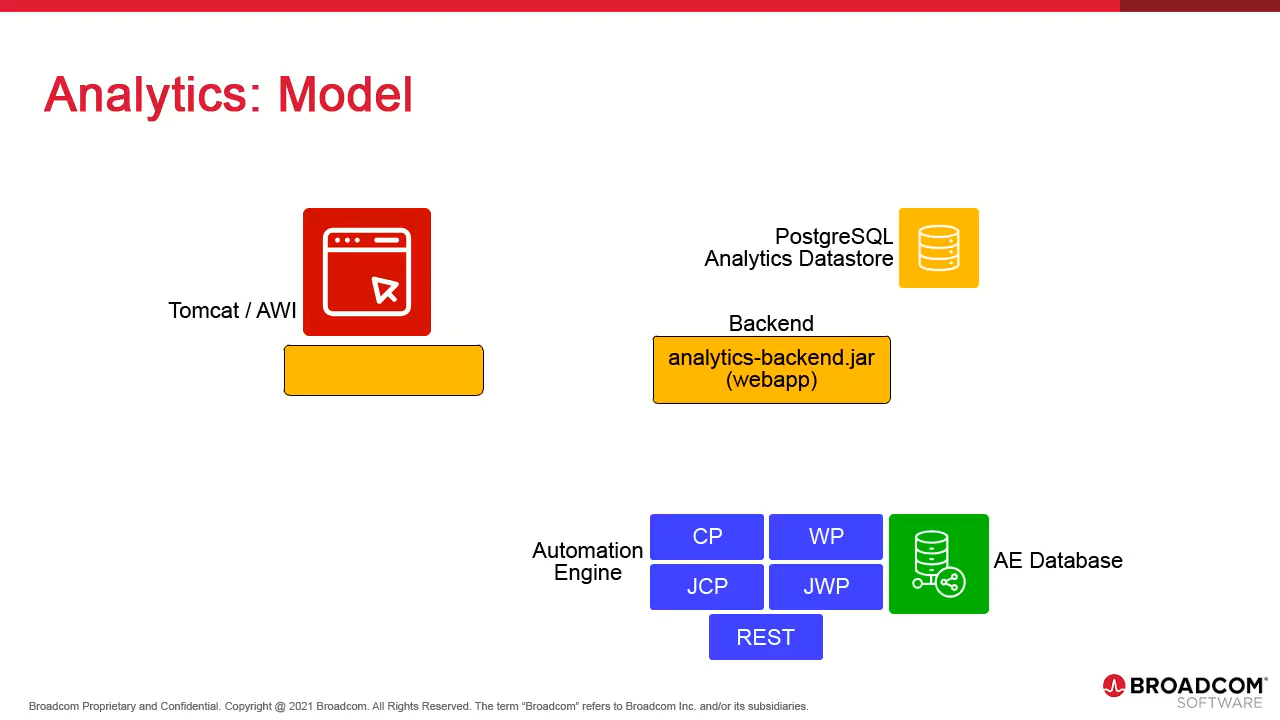 Analytics: Model
PostgreSQL
Analytics Datastore
Tomcat / AWI
Backend
analytics-backend.jar
(webapp)
Automation
Engine
CP
WP
JCP
JWP
REST
AE Database
BROADCOM®
SOFTWARE
Broadcom Proprietary and Confidential. Copyright @ 2021 Broadcom. All Rights Reserved. The term “Broadcom” refers to Broadcom Inc. and/or its subsidiaries.